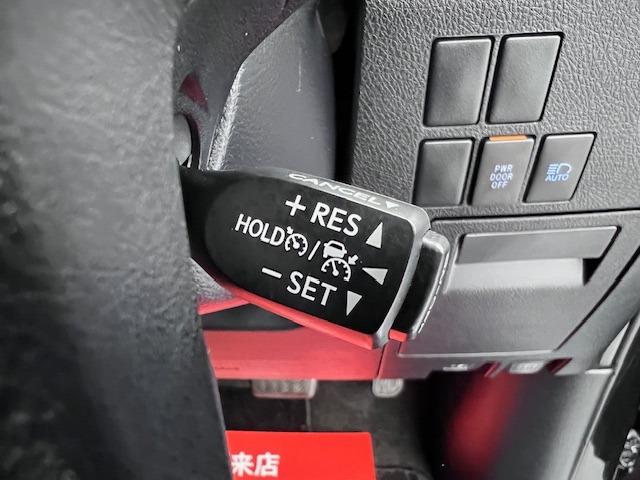 CANCEL
+ RES
HOLD /
- SET
PWR
DOOR
OFF
AUTO
来店